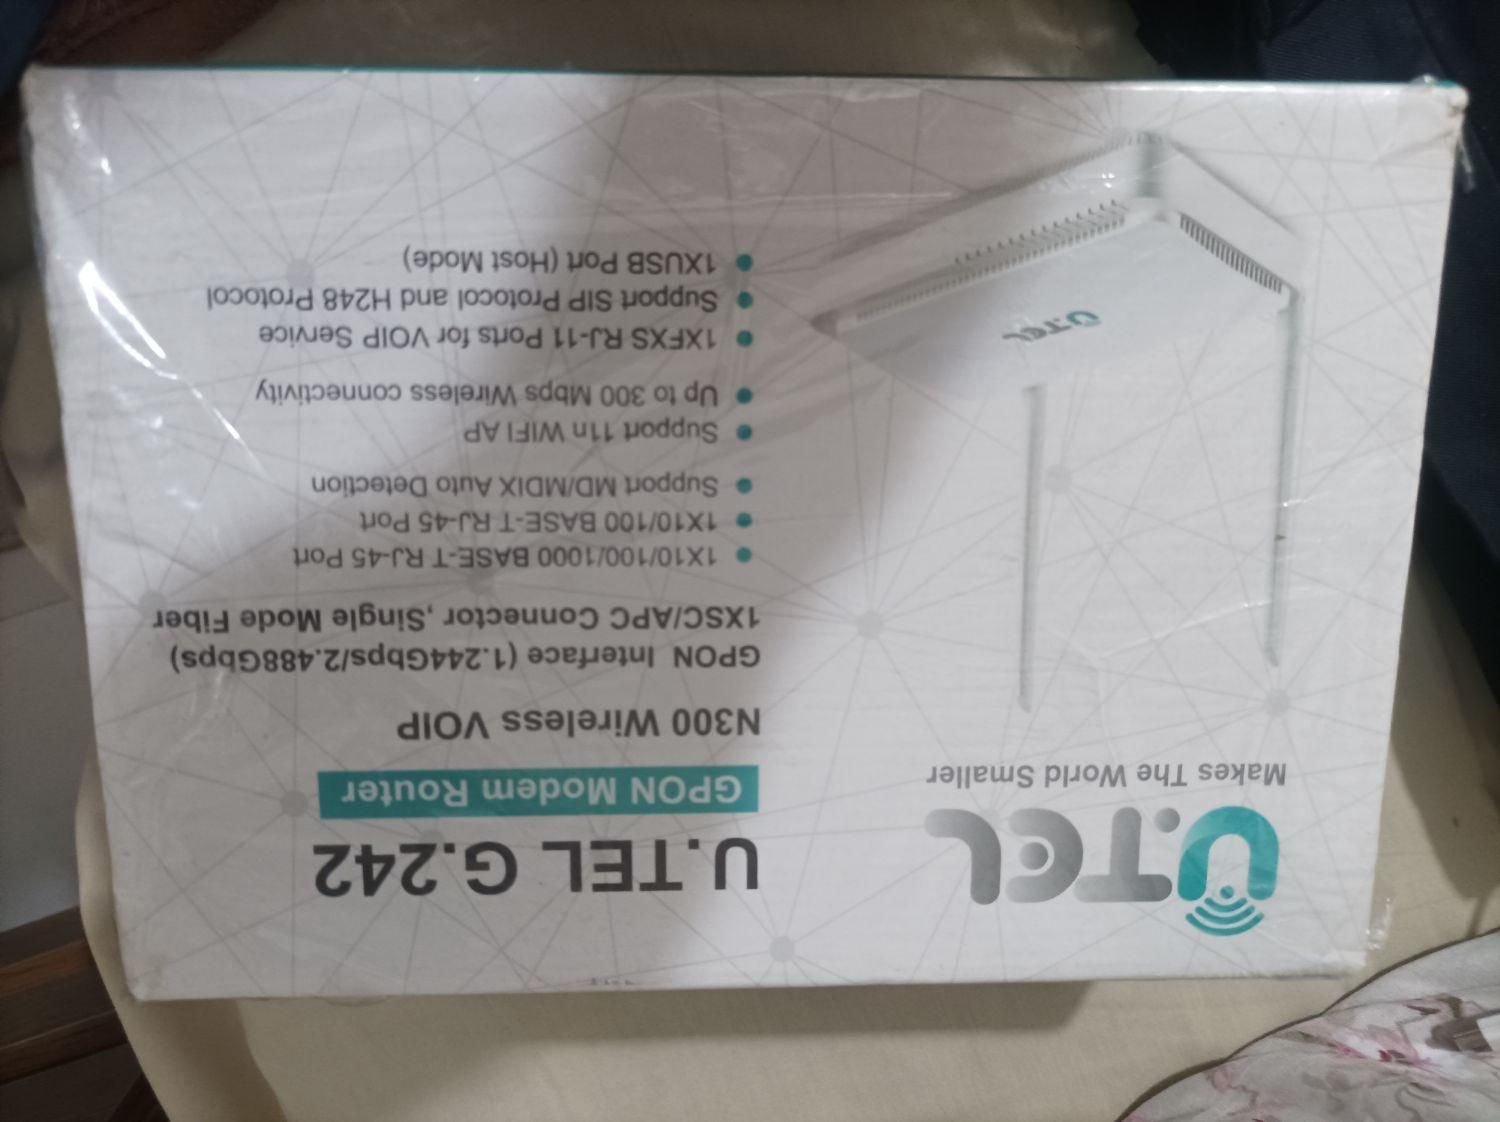 U.TEL
Makes The World Smaller
U.TEL G.242
GPON Modem Router
N300 Wireless VOIP
GPON Interface (1.244Gbps/2.488Gbps)
1XSC/APC Connector,Single Mode Fiber
1X10/100/1000 BASE-T RJ-45 Port
1X10/100 BASE-T RJ-45 Port
Support MD/MDIX Auto Detection
Support 11n WIFI AP
Up to 300 Mbps Wireless connectivity
1XFXS RJ-11 Ports for VOIP Service
Support SIP Protocol and H248 Protocol
1XUSB Port (Host Mode)
U.TEL